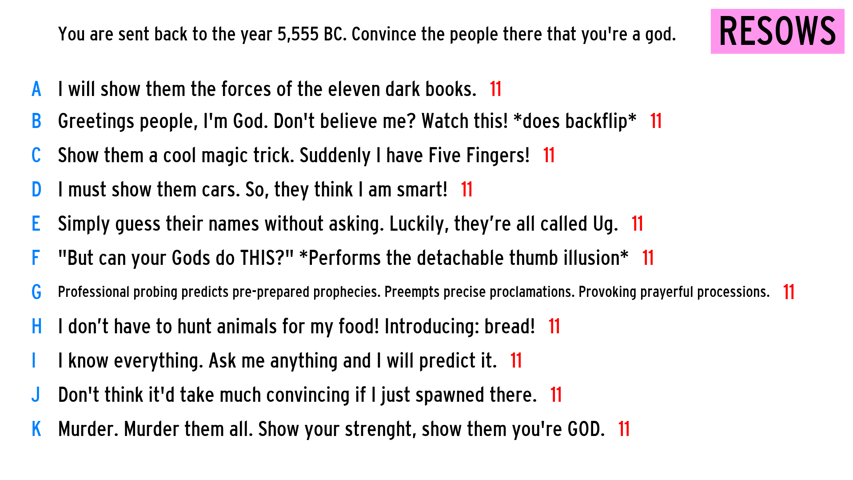 You are sent back to the year 5,555 BC. Convince the people there that you're a god.
RESOWS
A I will show them the forces of the eleven dark books. 11
B Greetings people, I'm God. Don't believe me? Watch this! *does backflip* 11
C Show them a cool magic trick. Suddenly I have Five Fingers! 11
D I must show them cars. So, they think I am smart! 11
E Simply guess their names without asking. Luckily, they’re all called Ug. 11
F "But can your Gods do THIS?" *Performs the detachable thumb illusion* 11
G Professional probing predicts pre-prepared prophecies. Preempts precise proclamations. Provoking prayerful processions. 11
H I don’t have to hunt animals for my food! Introducing: bread! 11
I I know everything. Ask me anything and I will predict it. 11
J Don't think it'd take much convincing if I just spawned there. 11
K Murder. Murder them all. Show your strenght, show them you're GOD. 11